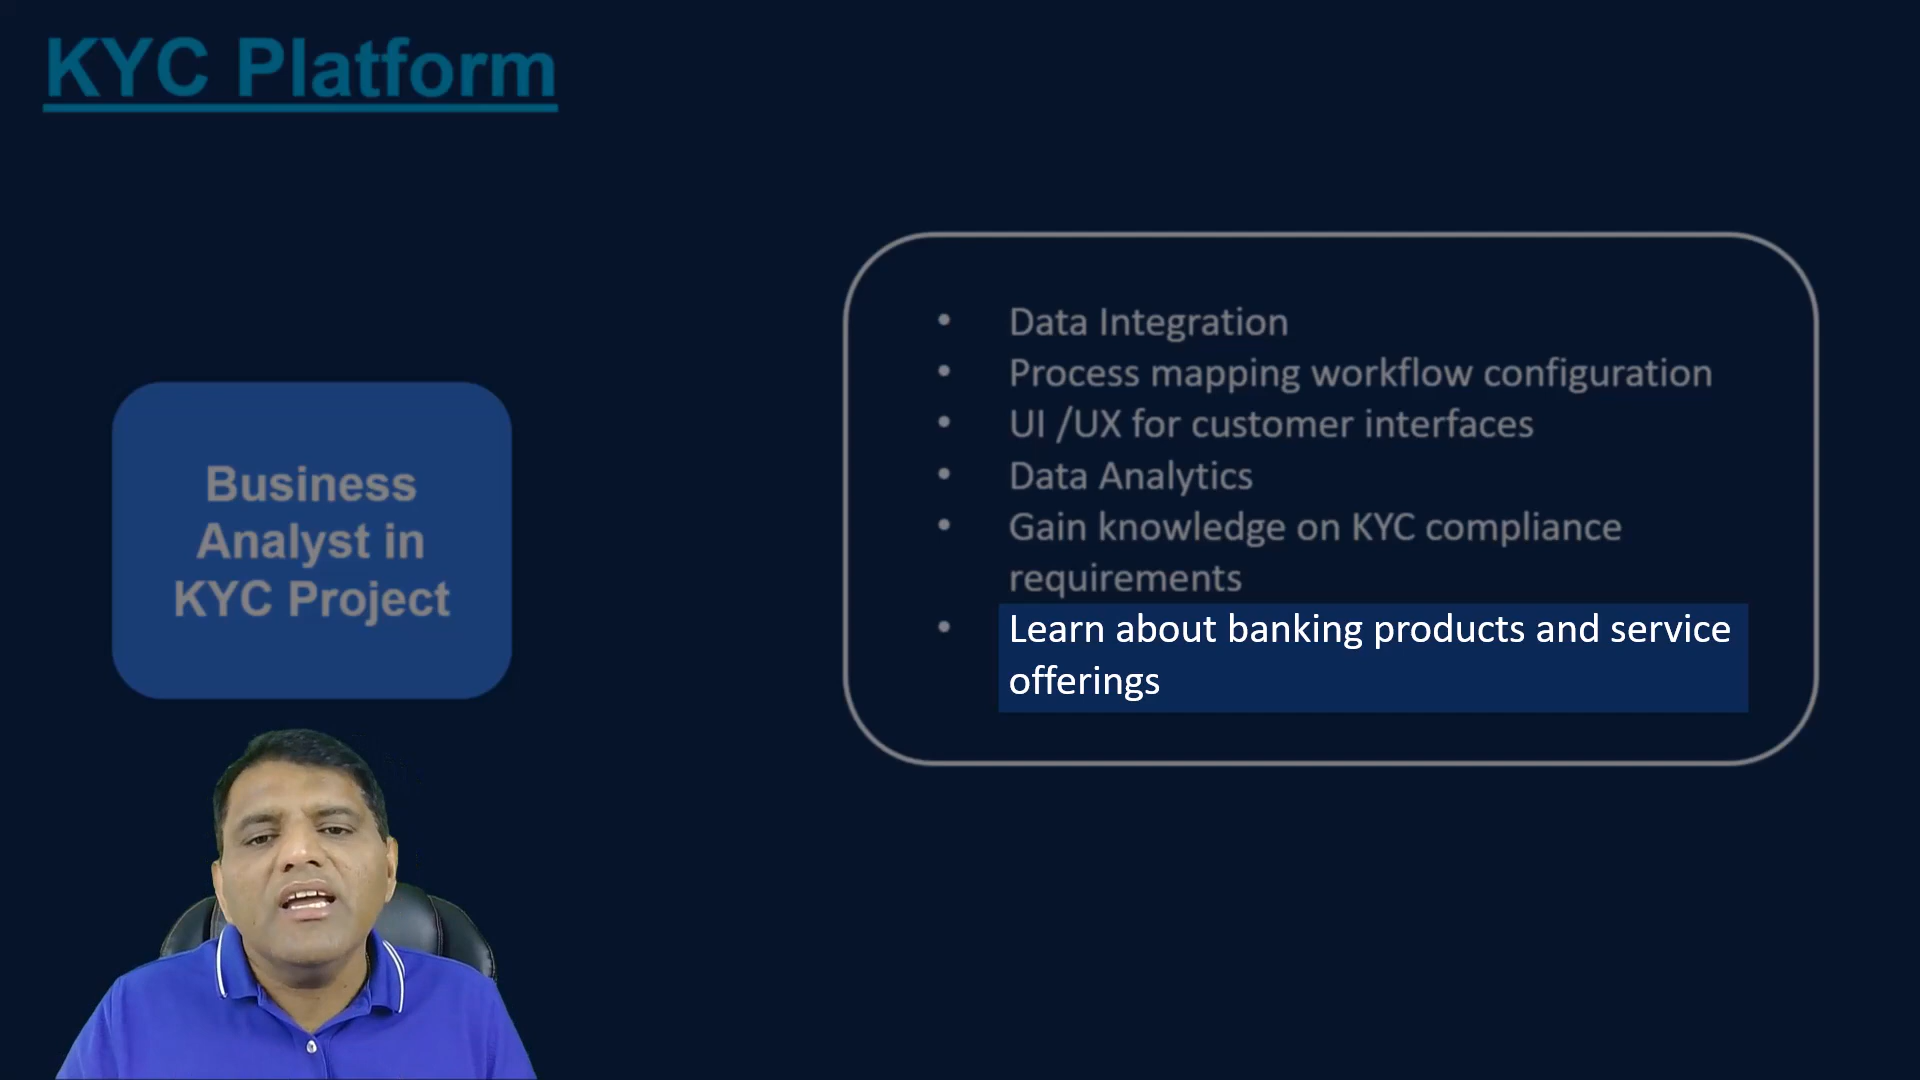 KYC Platform
Business
Analyst in
KYC Project
• Data Integration
• Process mapping workflow configuration
• UI /UX for customer interfaces
• Data Analytics
• Gain knowledge on KYC compliance
requirements
• Learn about banking products and service
offerings